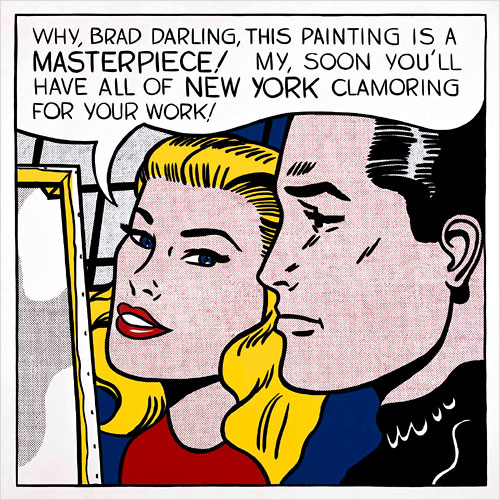 WHY, BRAD DARLING, THIS PAINTING IS A
MASTERPIECE! MY, SOON YOU'LL
HAVE ALL OF NEW YORK CLAMORING
FOR YOUR WORK!